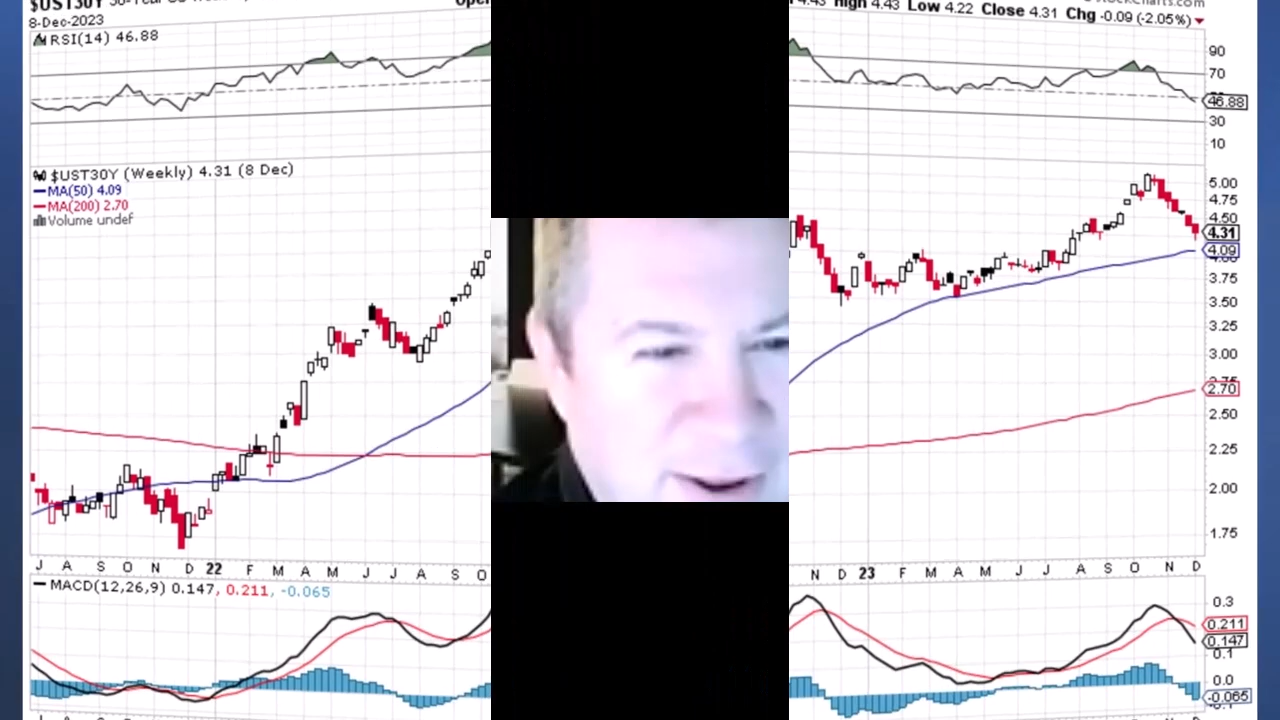 $UST30Y 30-Year US
8-Dec-2023
4.43 High 4.43 Low 4.22 Close 4.31 Chg -0.09 (-2.05%)
RSI(14) 46.88
90
70
46.88
30
10
$UST30Y (Weekly) 4.31 (8 Dec)
MA(50) 4.09
MA(200) 2.70
Volume undef
5.00
4.75
4.50
4.31
4.09
3.75
3.50
3.25
3.00
2.70
2.50
2.25
2.00
1.75
J A S O N D 22 F M A M J J A S O
M D 23 F M A M J J A S O N D
MACD(12,26,9) 0.147, 0.211, -0.065
0.3
0.211
0.147
0.1
0.0
-0.065